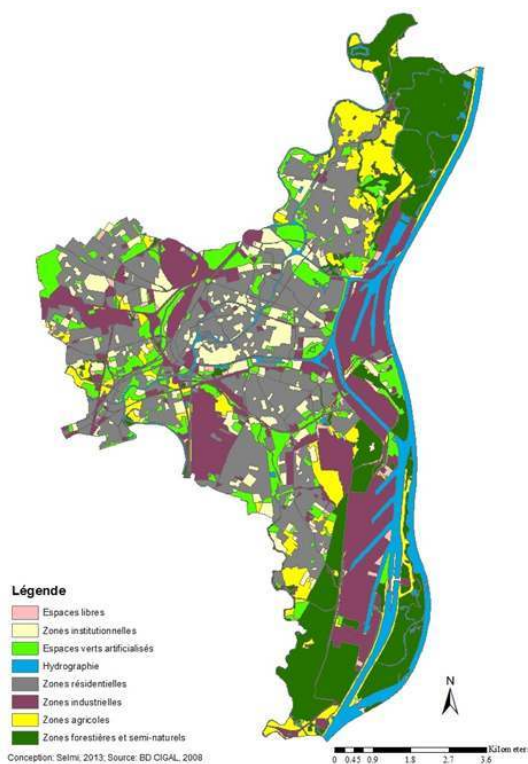 Légende
Espaces libres
Zones institutionnelles
Espaces verts artificialisés
Hydrographie
Zones résidentielles
Zones industrielles
Zones agricoles
Zones forestières et semi-naturels
Conception: Selmi, 2013; Source: BD CIGAL, 2008
N
Kilometers
0 0.45 0.9 1.8 2.7 3.6